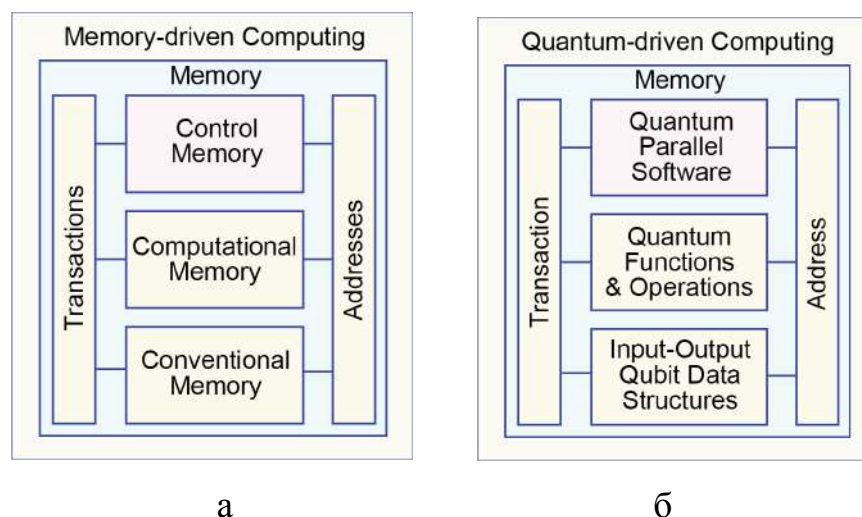 Memory-driven Computing
Memory
Transactions
Control
Memory
Computational
Memory
Conventional
Memory
Addresses
а
Quantum-driven Computing
Memory
Transaction
Quantum
Parallel
Software
Quantum
Functions
& Operations
Input-Output
Qubit Data
Structures
Address
б